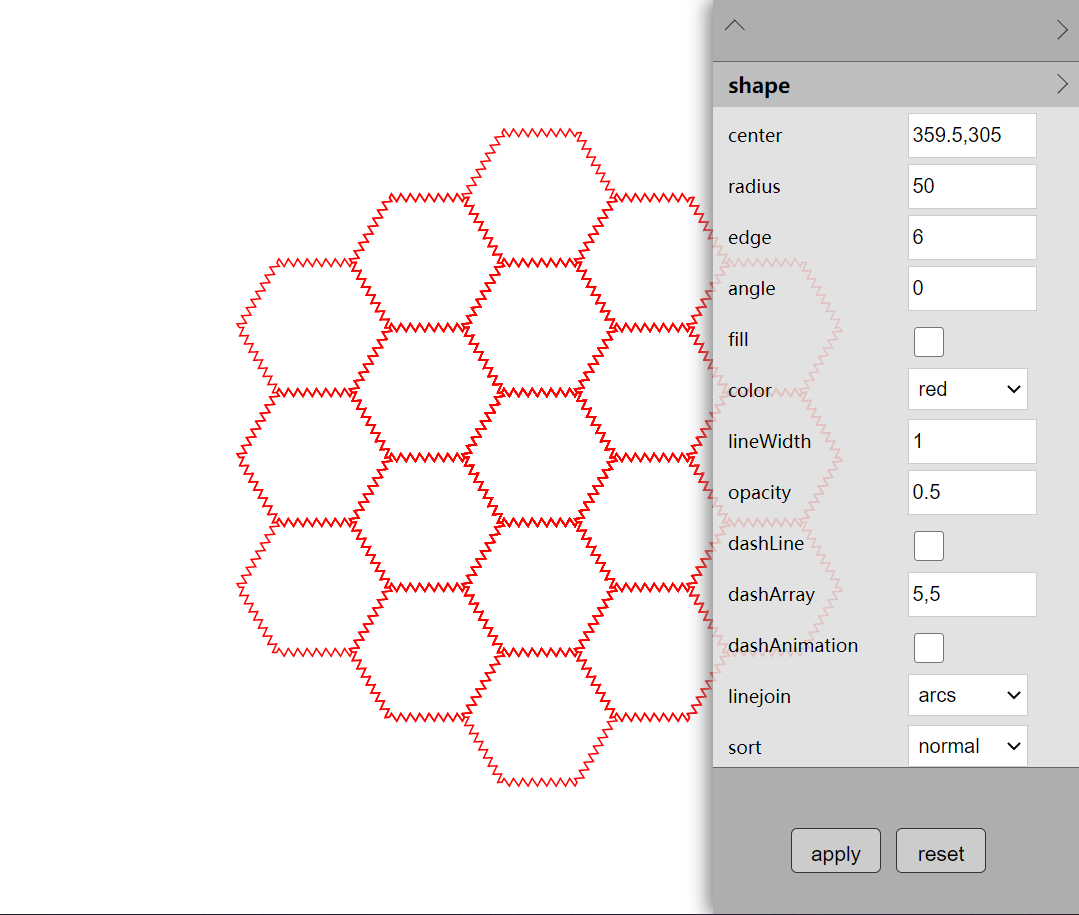 shape
center 359.5,305
radius 50
edge 6
angle 0
fill
color red
lineWidth 1
opacity 0.5
dashLine
dashArray 5,5
dashAnimation
linejoin arcs
sort normal
apply reset